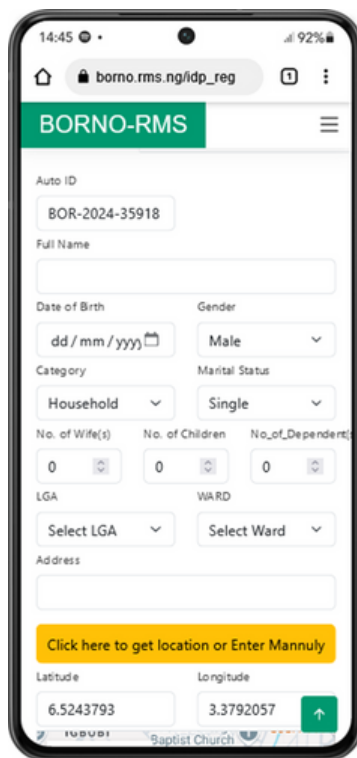 14:45 92%
borno.rms.ng/idp_reg 1
BORNO-RMS
Auto ID
BOR-2024-35918
Full Name
Date of Birth Gender
dd/mm/yyyy Male
Category Marital Status
Household Single
No. of Wife(s) No. of Children No_of_Dependent(s
0 0 0
LGA WARD
Select LGA Select Ward
Address
Click here to get location or Enter Mannuly
Latitude Longitude
6.5243793 3.3792057
IGBOBI
Baptist Church